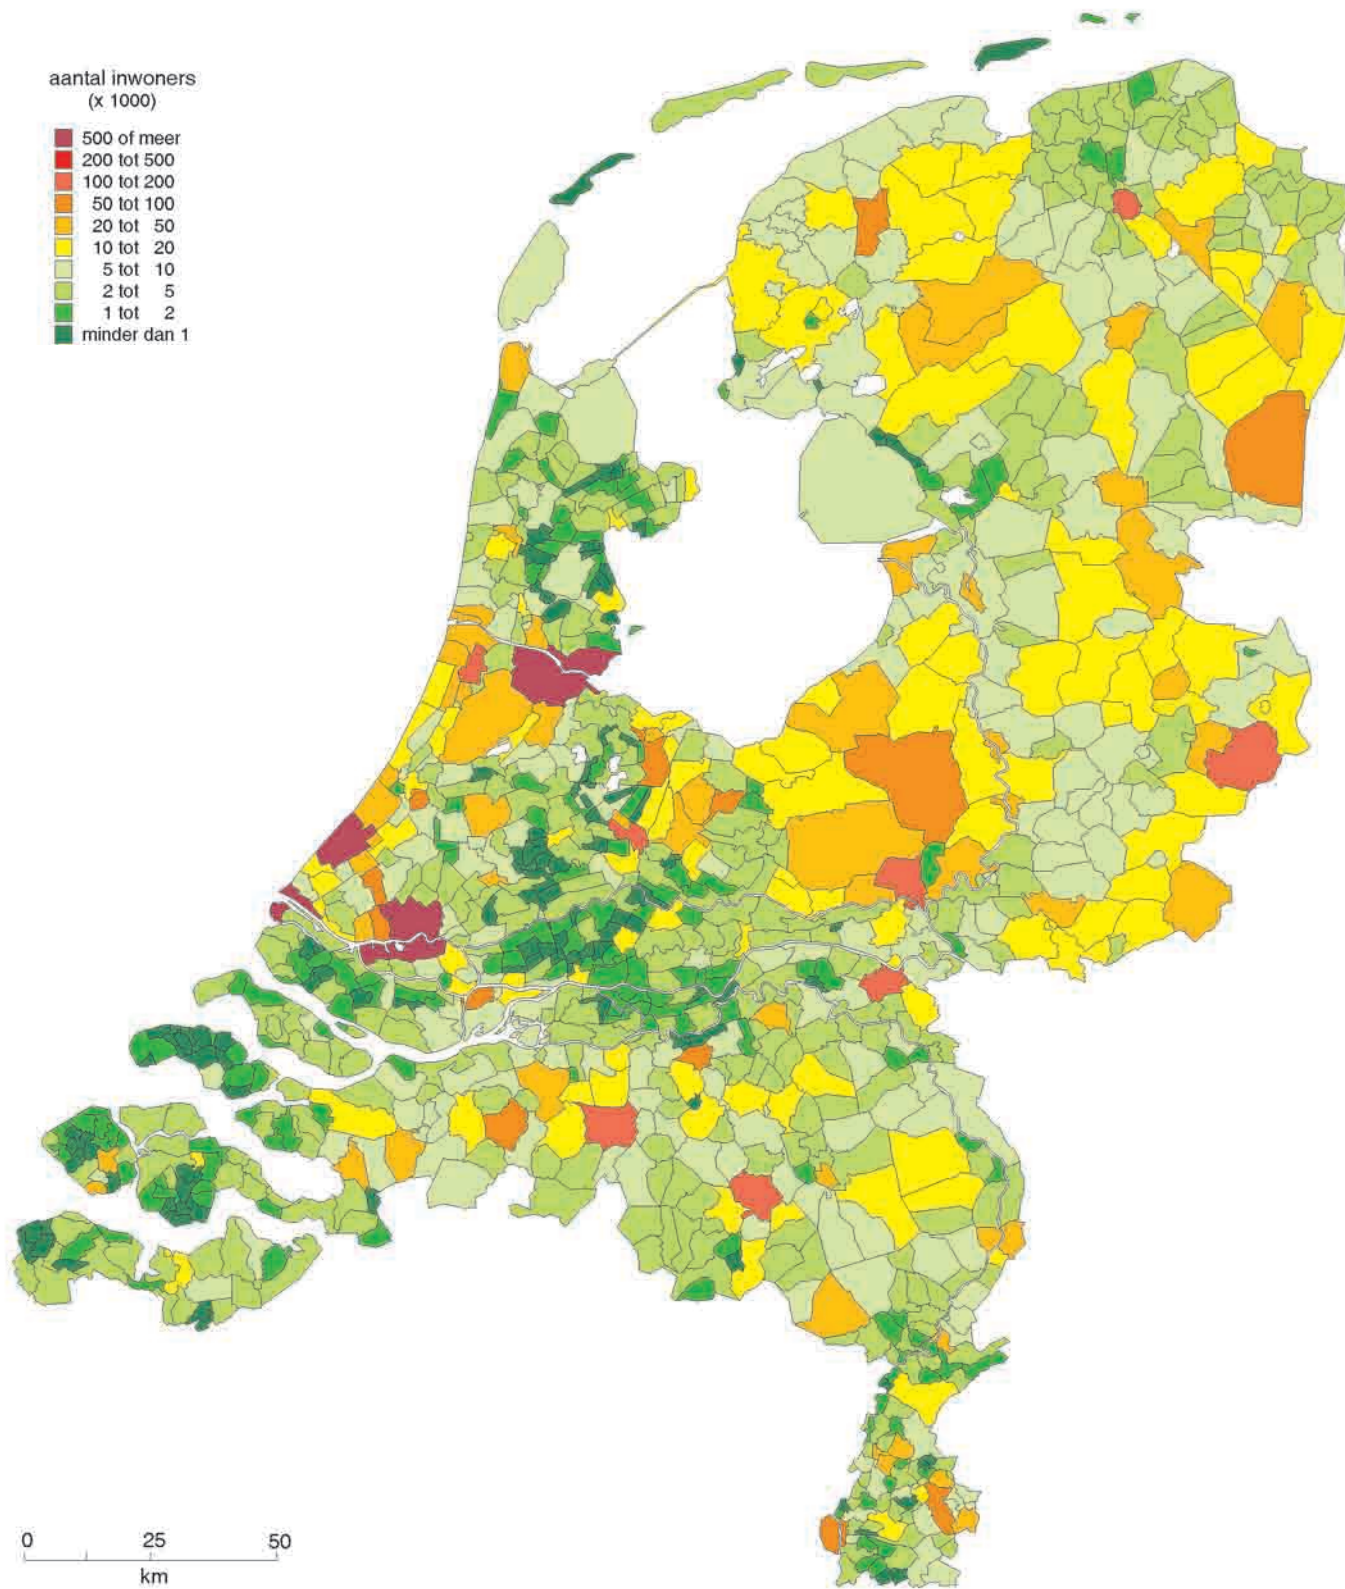 aantal inwoners
(x 1000)
500 of meer
200 tot 500
100 tot 200
50 tot 100
20 tot 50
10 tot 20
5 tot 10
2 tot 5
1 tot 2
minder dan 1
0 25 50
km